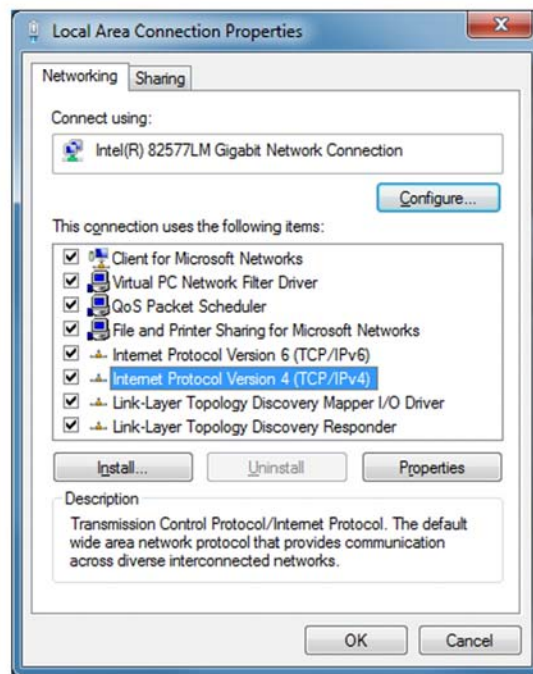 Local Area Connection Properties
Networking
Sharing
Connect using:
Intel(R) 82577LM Gigabit Network Connection
Configure...
This connection uses the following items:
Client for Microsoft Networks
Virtual PC Network Filter Driver
QoS Packet Scheduler
File and Printer Sharing for Microsoft Networks
Internet Protocol Version 6 (TCP/IPv6)
Internet Protocol Version 4 (TCP/IPv4)
Link-Layer Topology Discovery Mapper I/O Driver
Link-Layer Topology Discovery Responder
Install...
Uninstall
Properties
Description
Transmission Control Protocol/Internet Protocol. The default
wide area network protocol that provides communication
across diverse interconnected networks.
OK
Cancel